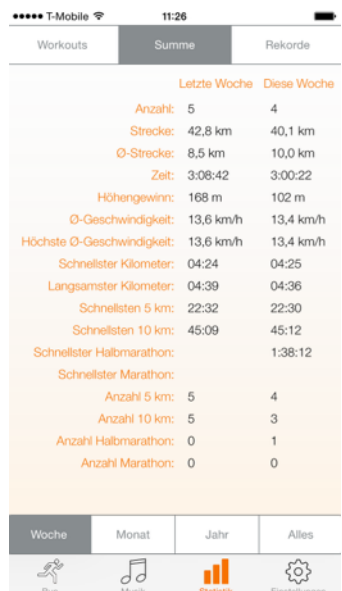 T-Mobile 11:26
Workouts Summe Rekorde
Letzte Woche Diese Woche
Anzahl: 5 4
Strecke: 42,8 km 40,1 km
Ø-Strecke: 8,5 km 10,0 km
Zeit: 3:08:42 3:00:22
Höhengewinn: 168 m 102 m
Ø-Geschwindigkeit: 13,6 km/h 13,4 km/h
Höchste Ø-Geschwindigkeit: 13,6 km/h 13,4 km/h
Schnellster Kilometer: 04:24 04:25
Langsamster Kilometer: 04:39 04:36
Schnellsten 5 km: 22:32 22:30
Schnellsten 10 km: 45:09 45:12
Schnellster Halbmarathon: 1:38:12
Schnellster Marathon:
Anzahl 5 km: 5 4
Anzahl 10 km: 5 3
Anzahl Halbmarathon: 0 1
Anzahl Marathon: 0 0
Woche Monat Jahr Alles
Run Musik Statistik Einstellungen